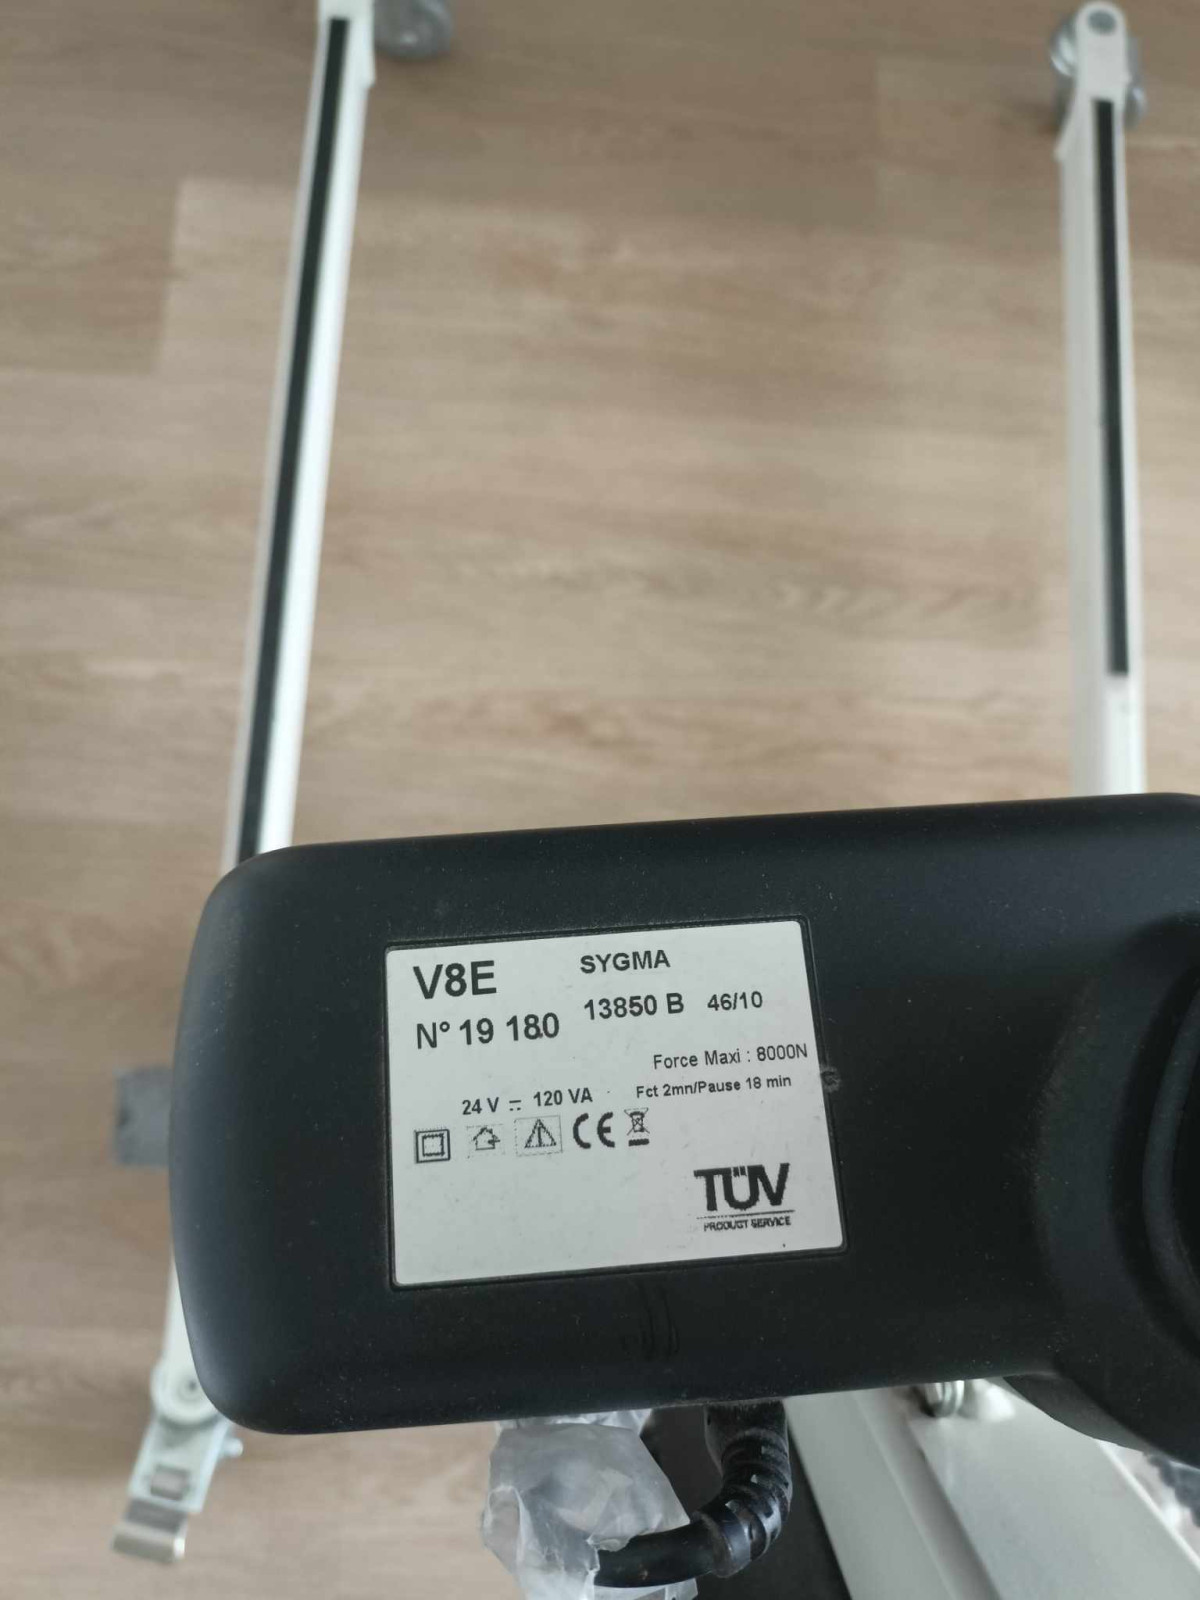 V8E SYGMA
N° 19 180 13850 B 46/10
Force Maxi : 8000N
24 V ⎓ 120 VA Fct 2mn/Pause 18 min
CE
TÜV
PRODUCT SERVICE